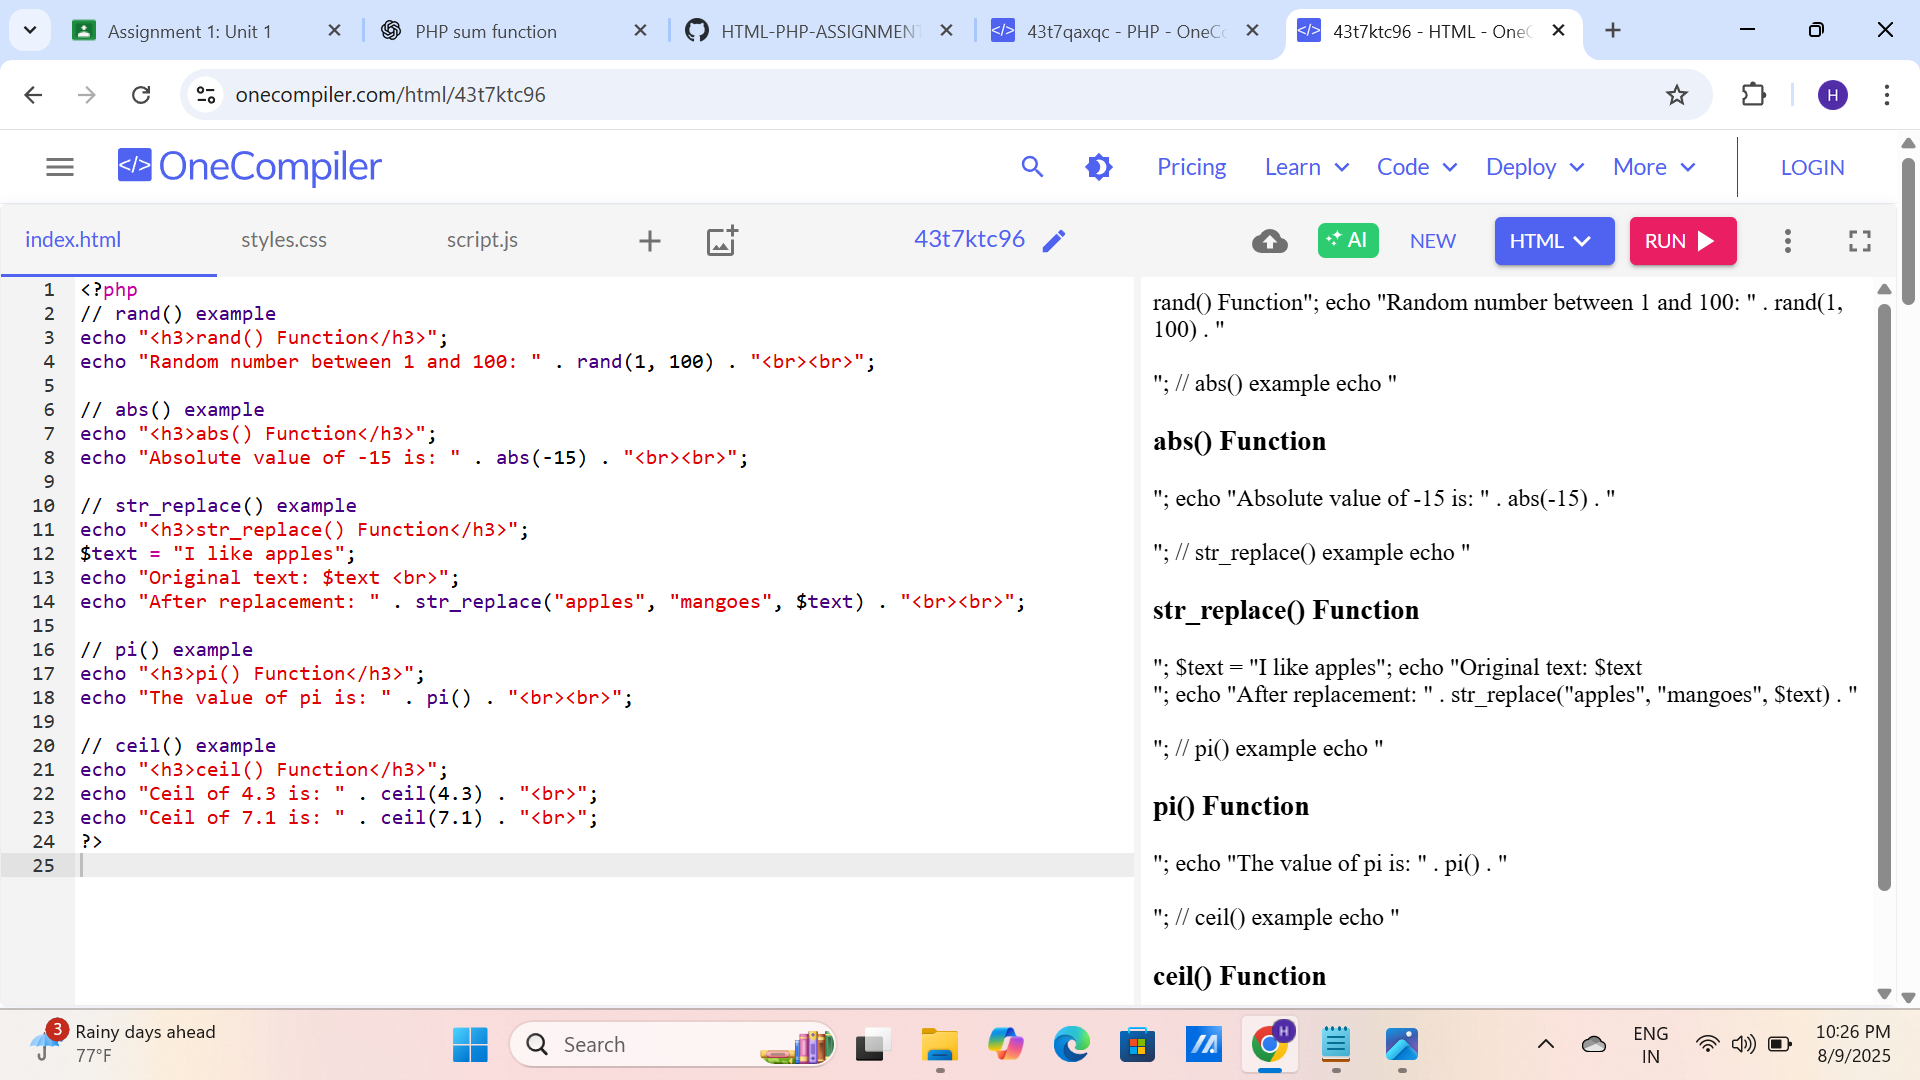 Assignment 1: Unit 1
PHP sum function
HTML-PHP-ASSIGNMENT
43t7qaxqc - PHP - OneCo
43t7ktc96 - HTML - OneC
onecompiler.com/html/43t7ktc96
H
</> OneCompiler
Pricing
Learn
Code
Deploy
More
LOGIN
index.html
styles.css
script.js
43t7ktc96
AI
NEW
HTML
RUN
1 <?php
2 // rand() example
3 echo "<h3>rand() Function</h3>";
4 echo "Random number between 1 and 100: " . rand(1, 100) . "<br><br>";
5
6 // abs() example
7 echo "<h3>abs() Function</h3>";
8 echo "Absolute value of -15 is: " . abs(-15) . "<br><br>";
9
10 // str_replace() example
11 echo "<h3>str_replace() Function</h3>";
12 $text = "I like apples";
13 echo "Original text: $text <br>";
14 echo "After replacement: " . str_replace("apples", "mangoes", $text) . "<br><br>";
15
16 // pi() example
17 echo "<h3>pi() Function</h3>";
18 echo "The value of pi is: " . pi() . "<br><br>";
19
20 // ceil() example
21 echo "<h3>ceil() Function</h3>";
22 echo "Ceil of 4.3 is: " . ceil(4.3) . "<br>";
23 echo "Ceil of 7.1 is: " . ceil(7.1) . "<br>";
24 ?>
25
rand() Function"; echo "Random number between 1 and 100: " . rand(1,
100) . "
"; // abs() example echo "
abs() Function
"; echo "Absolute value of -15 is: " . abs(-15) . "
"; // str_replace() example echo "
str_replace() Function
"; $text = "I like apples"; echo "Original text: $text
"; echo "After replacement: " . str_replace("apples", "mangoes", $text) . "
"; // pi() example echo "
pi() Function
"; echo "The value of pi is: " . pi() . "
"; // ceil() example echo "
ceil() Function
3
Rainy days ahead
77°F
Search
H
ENG
IN
10:26 PM
8/9/2025